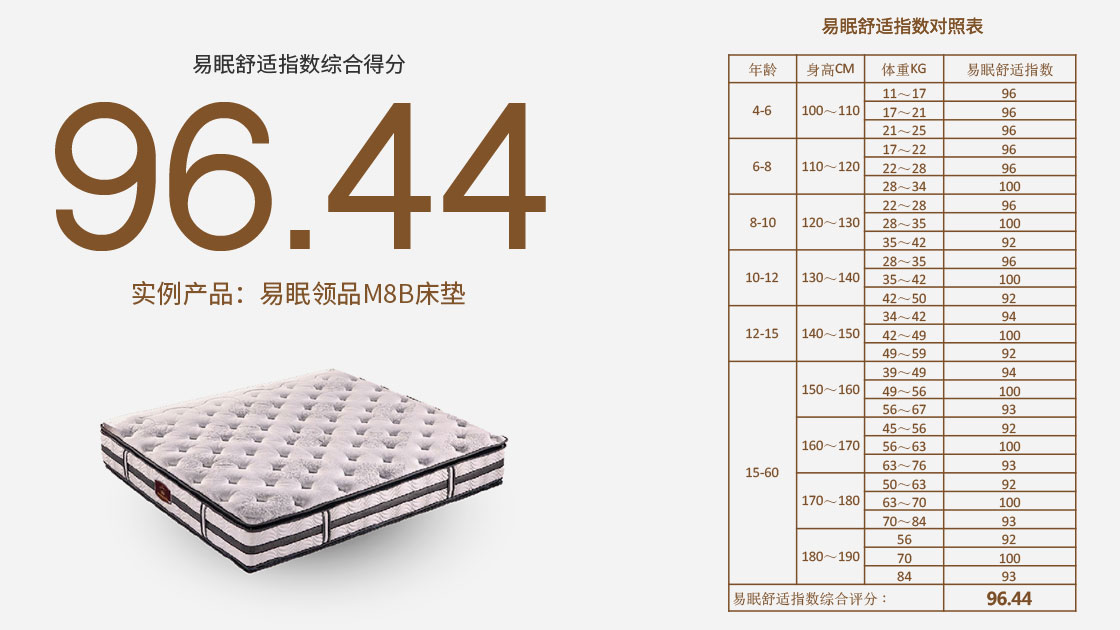 易眠舒适指数综合得分
96.44
实例产品：易眠领品M8B床垫
易眠舒适指数对照表
年龄 身高CM 体重KG 易眠舒适指数
4-6 100～110 11～17 96
17～21 96
21～25 96
6-8 110～120 17～22 96
22～28 96
28～34 100
8-10 120～130 22～28 96
28～35 100
35～42 92
10-12 130～140 28～35 96
35～42 100
42～50 92
12-15 140～150 34～42 94
42～49 100
49～59 92
15-60 150～160 39～49 94
49～56 100
56～67 93
160～170 45～56 92
56～63 100
63～76 93
170～180 50～63 92
63～70 100
70～84 93
180～190 56 92
70 100
84 93
易眠舒适指数综合评分： 96.44